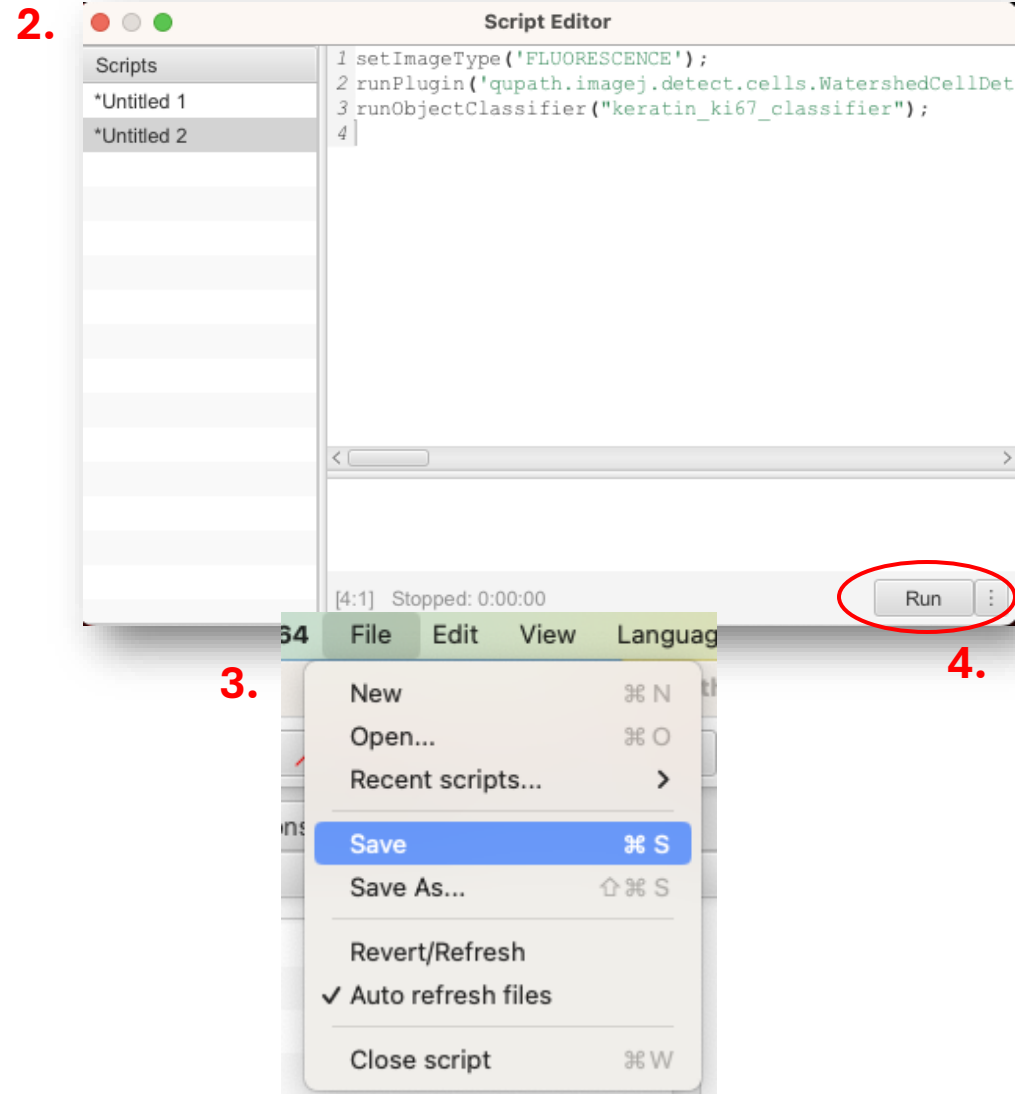 2.
Script Editor
Scripts
*Untitled 1
*Untitled 2
1 setImageType('FLUORESCENCE');
2 runPlugin('qupath.imagej.detect.cells.WatershedCellDet
3 runObjectClassifier("keratin_ki67_classifier");
4
[4:1] Stopped: 0:00:00
Run
4.
3.
64 File Edit View Languag
New ⌘ N
Open... ⌘ O
Recent scripts...
Save ⌘ S
Save As... ⇧⌘ S
Revert/Refresh
✓ Auto refresh files
Close script ⌘ W